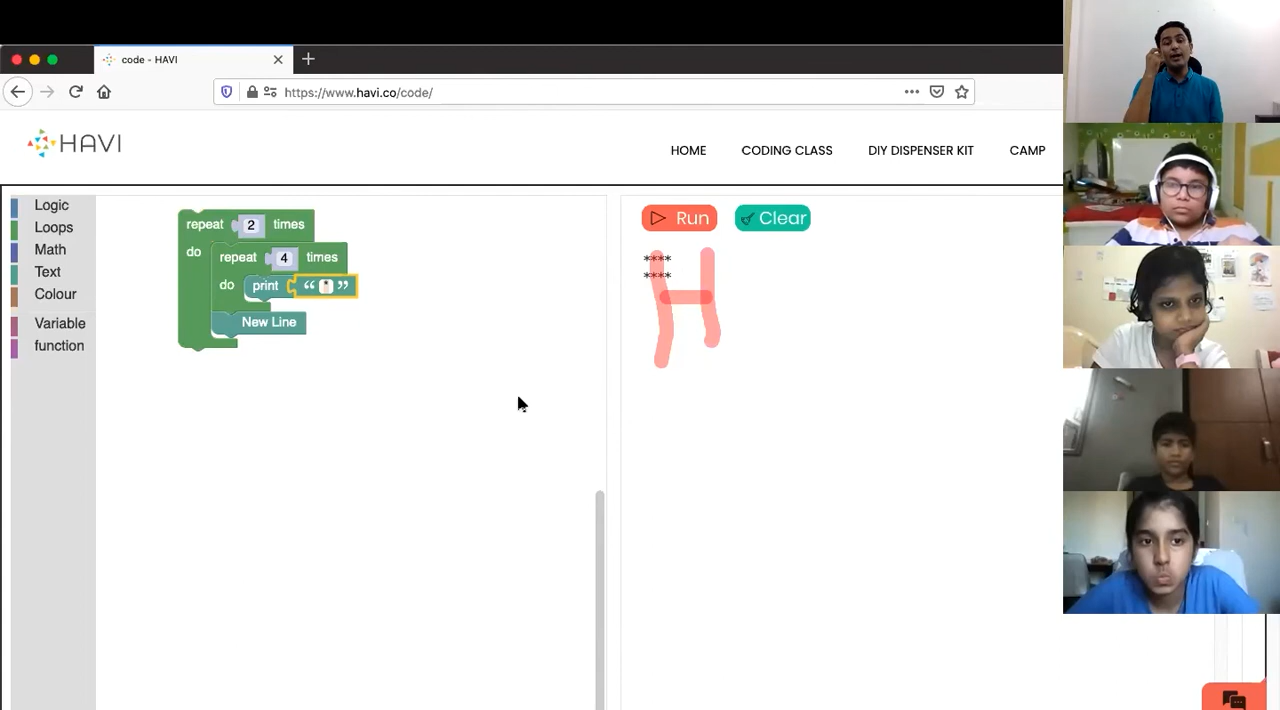 code - HAVI
https://www.havi.co/code/
HAVI
HOME CODING CLASS DIY DISPENSER KIT CAMP
Logic
Loops
Math
Text
Colour
Variable
function
repeat 2 times
do repeat 4 times
do print “ * ”
New Line
Run Clear
****
****
H